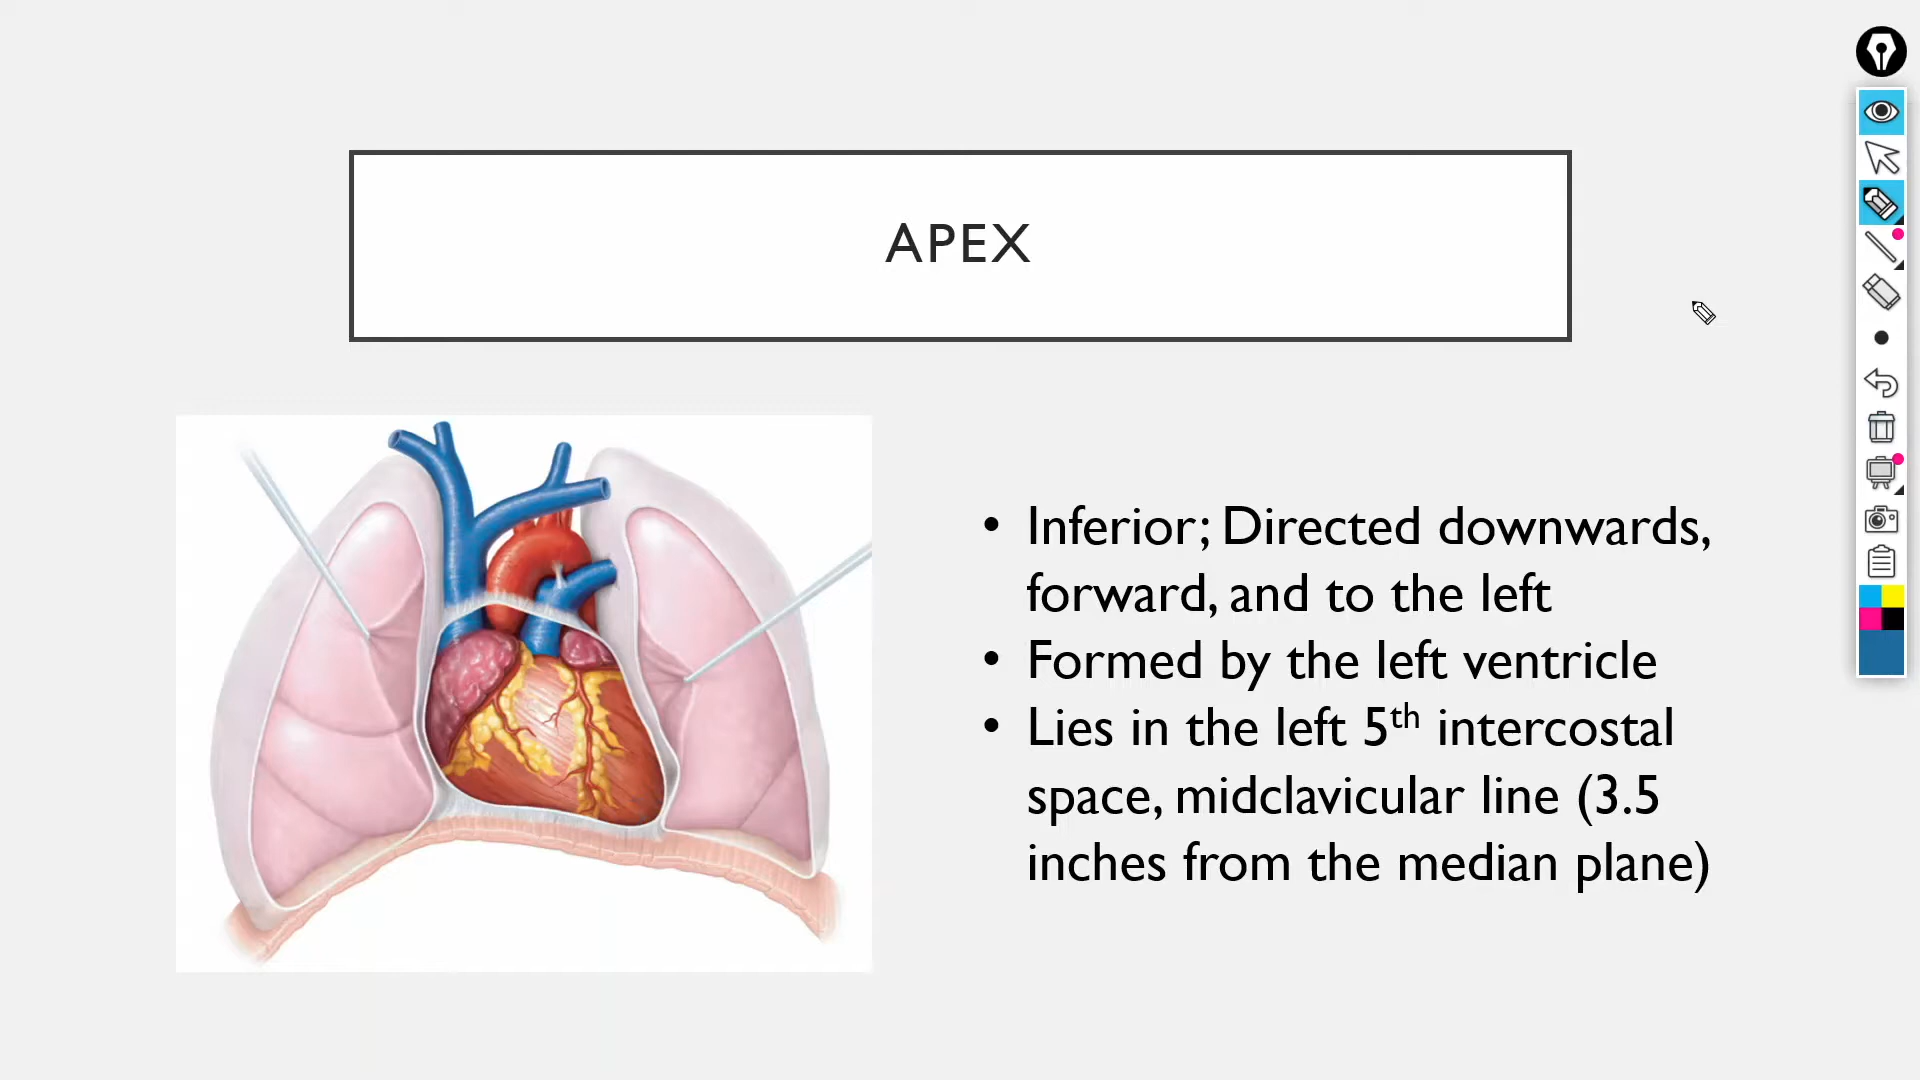 APEX
• Inferior; Directed downwards,
forward, and to the left
• Formed by the left ventricle
• Lies in the left 5th intercostal
space, midclavicular line (3.5
inches from the median plane)